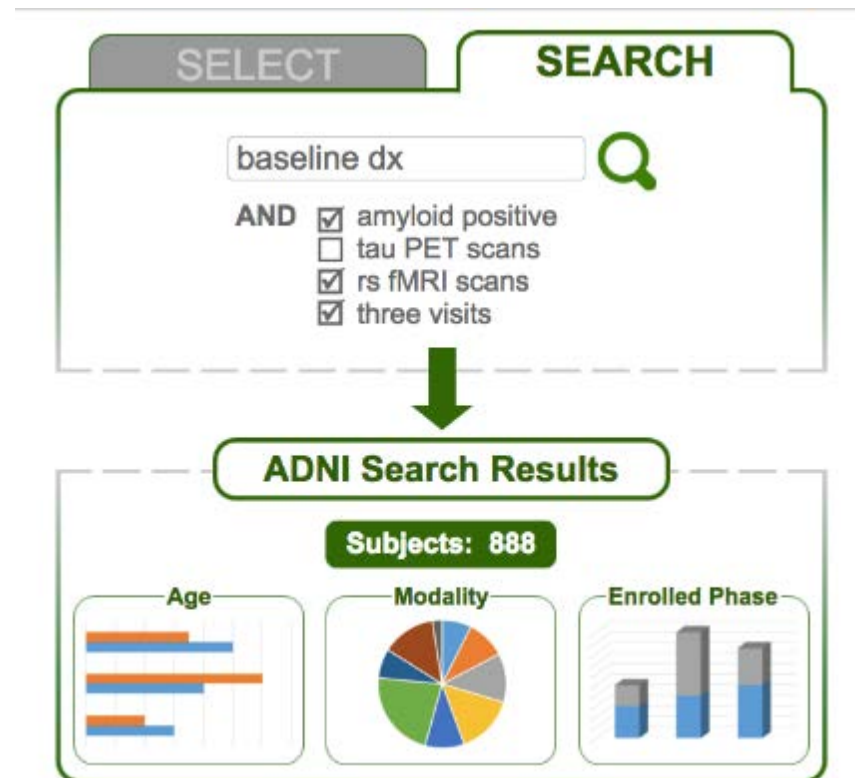 SELECT
SEARCH
baseline dx
AND amyloid positive
tau PET scans
rs fMRI scans
three visits
ADNI Search Results
Subjects: 888
Age
Modality
Enrolled Phase